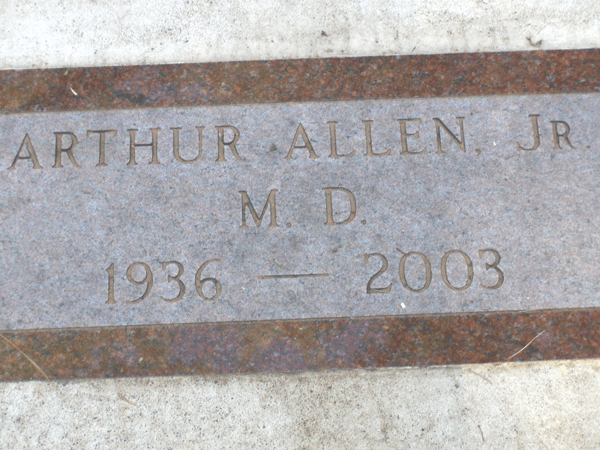 ARTHUR ALLEN, JR.
M. D.
1936 — 2003